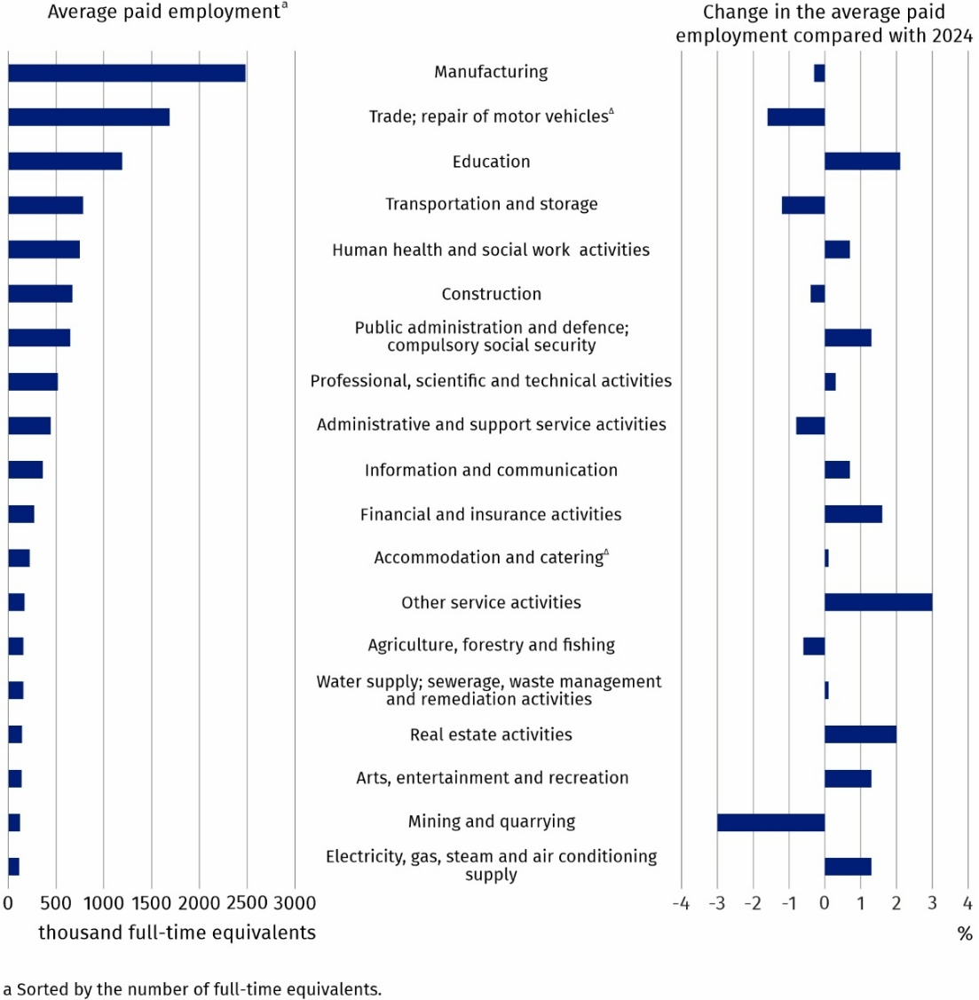 Average paid employmentª
Change in the average paid
employment compared with 2024
Manufacturing
Trade; repair of motor vehicles^Δ
Education
Transportation and storage
Human health and social work activities
Construction
Public administration and defence;
compulsory social security
Professional, scientific and technical activities
Administrative and support service activities
Information and communication
Financial and insurance activities
Accommodation and catering^Δ
Other service activities
Agriculture, forestry and fishing
Water supply; sewerage, waste management
and remediation activities
Real estate activities
Arts, entertainment and recreation
Mining and quarrying
Electricity, gas, steam and air conditioning
supply
0 500 1000 1500 2000 2500 3000
-4 -3 -2 -1 0 1 2 3 4
thousand full-time equivalents
%
a Sorted by the number of full-time equivalents.